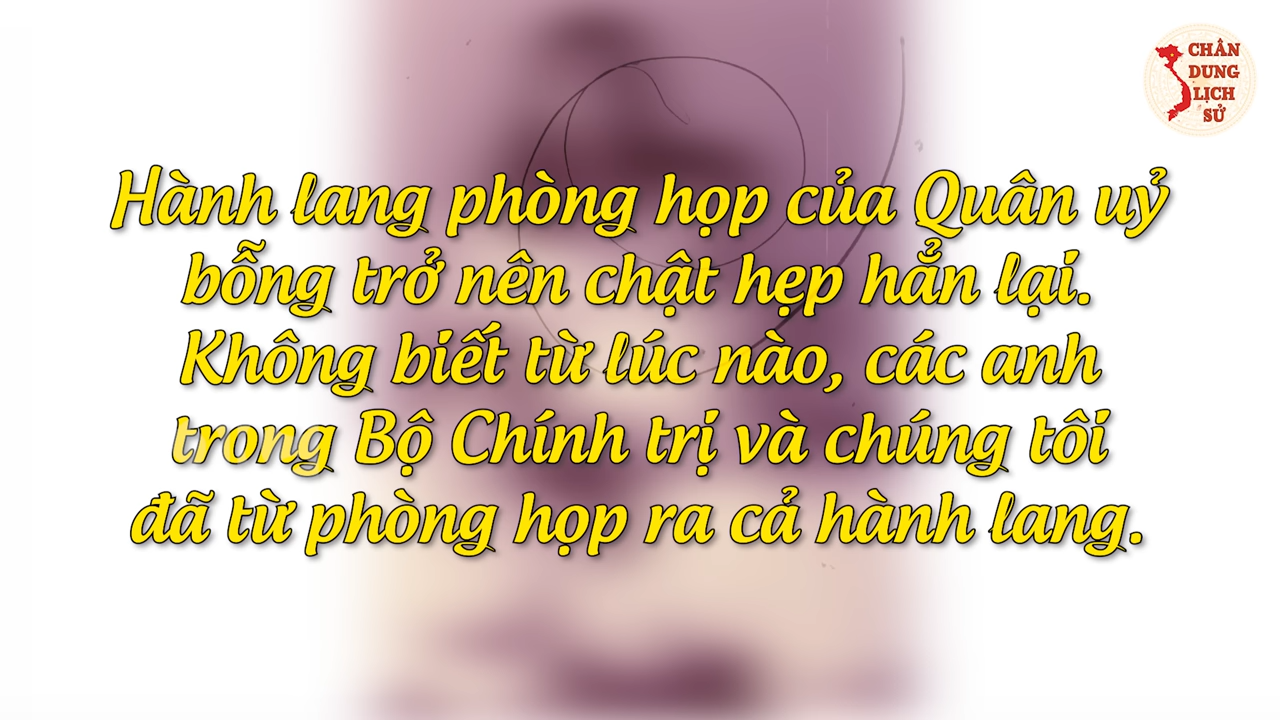 CHÂN
DUNG
LỊCH
SỬ
Hành lang phòng họp của Quân uỷ
bỗng trở nên chật hẹp hẳn lại.
Không biết từ lúc nào, các anh
trong Bộ Chính trị và chúng tôi
đã từ phòng họp ra cả hành lang.